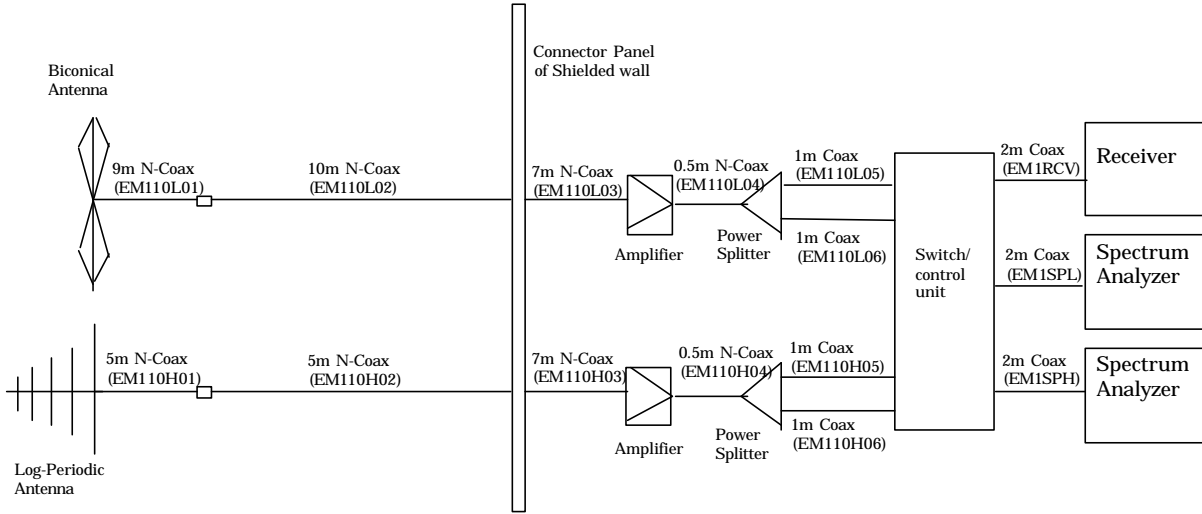 Connector Panel
of Shielded wall
Biconical
Antenna
9m N-Coax
(EM110L01)
10m N-Coax
(EM110L02)
7m N-Coax
(EM110L03)
0.5m N-Coax
(EM110L04)
1m Coax
(EM110L05)
1m Coax
(EM110L06)
Amplifier
Power
Splitter
Switch/
control
unit
2m Coax
(EM1RCV)
Receiver
2m Coax
(EM1SPL)
Spectrum
Analyzer
5m N-Coax
(EM110H01)
5m N-Coax
(EM110H02)
7m N-Coax
(EM110H03)
0.5m N-Coax
(EM110H04)
1m Coax
(EM110H05)
1m Coax
(EM110H06)
2m Coax
(EM1SPH)
Spectrum
Analyzer
Amplifier
Power
Splitter
Log-Periodic
Antenna